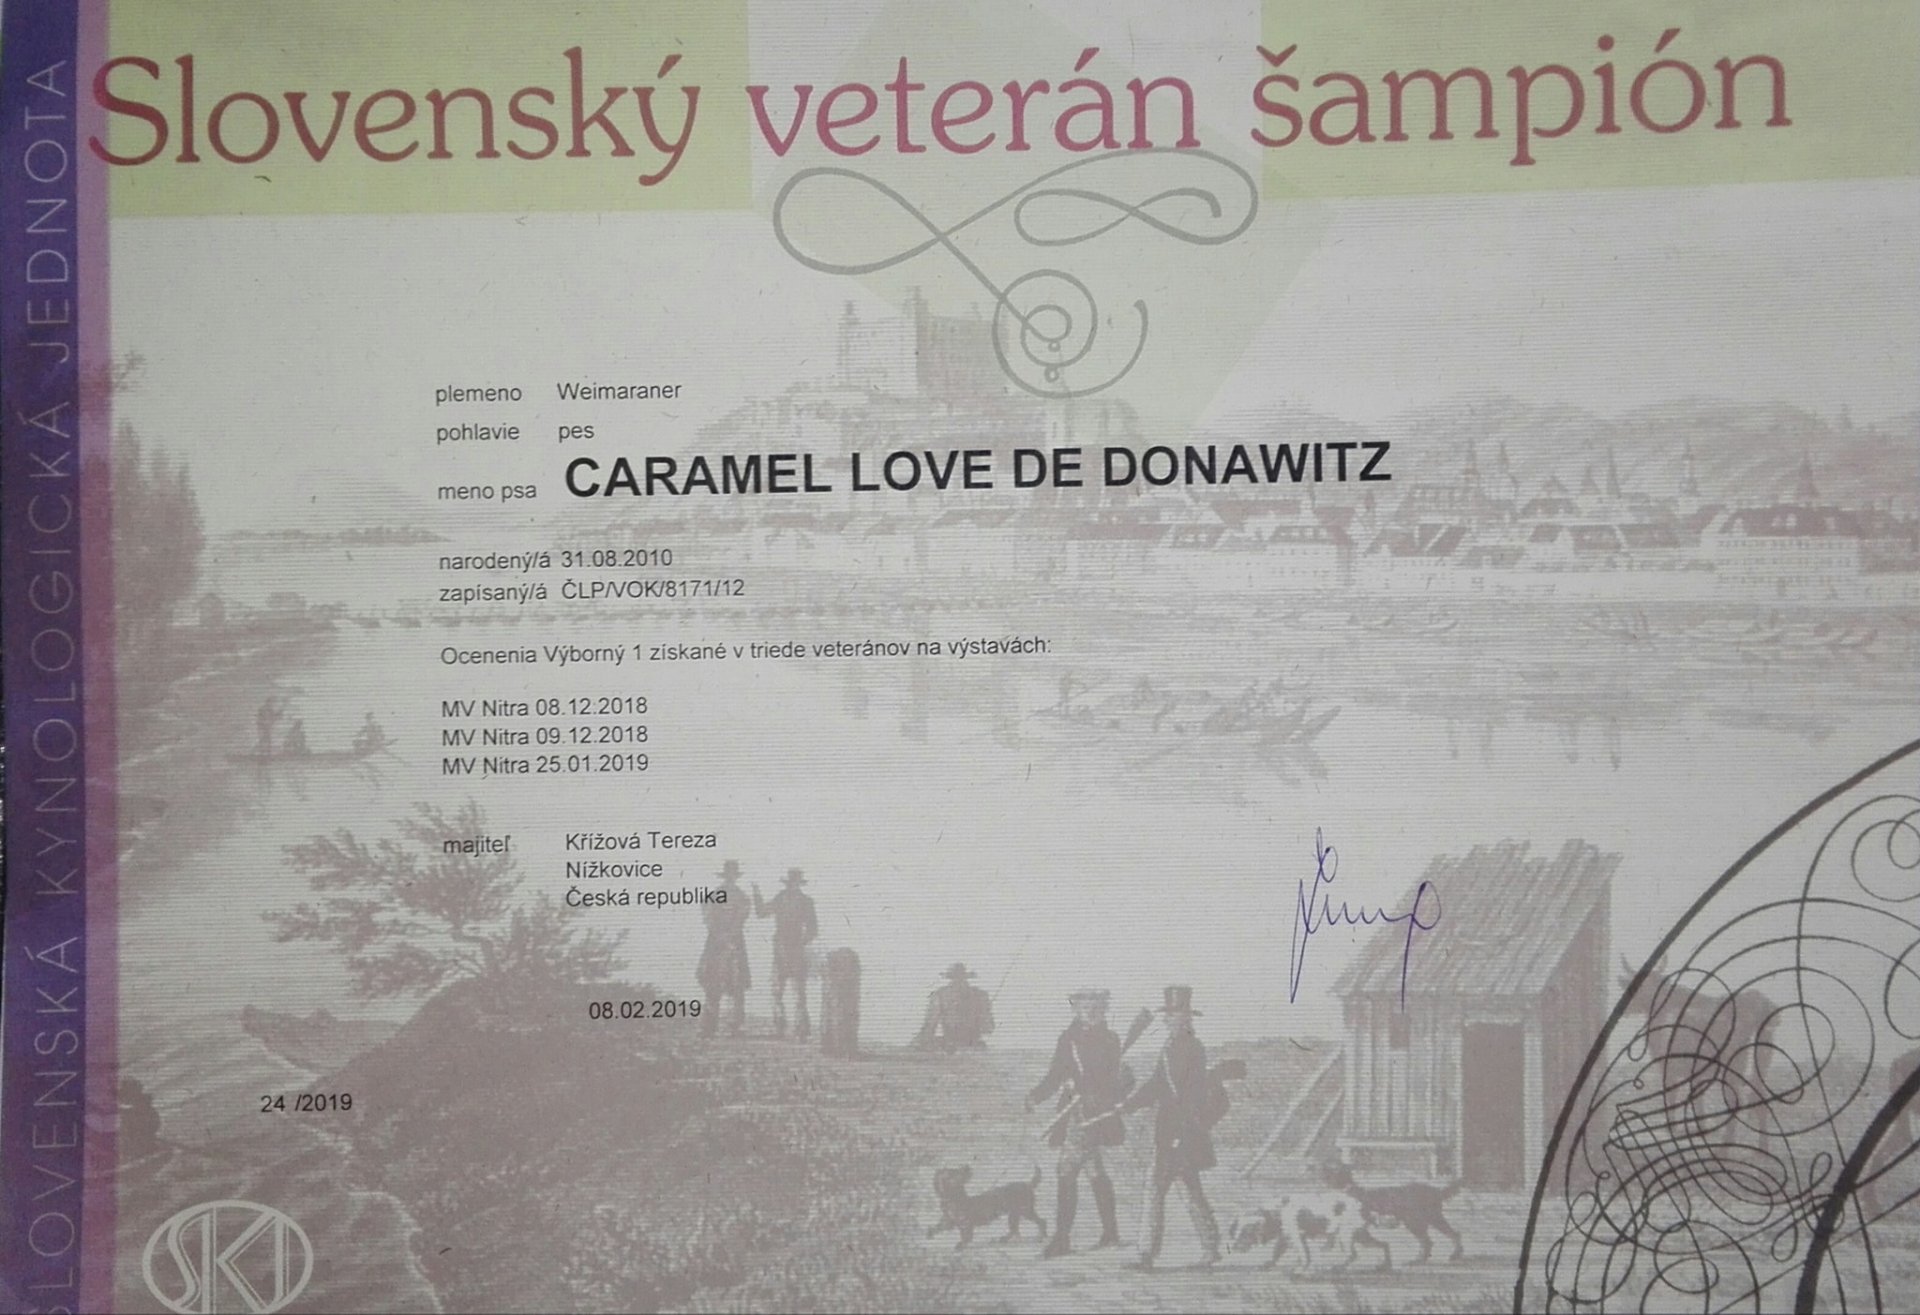 Slovenský veterán šampión
SLOVENSKÁ KYNOLOGICKÁ JEDNOTA
plemeno Weimaraner
pohlavie pes
meno psa CARAMEL LOVE DE DONAWITZ
narodený/á 31.08.2010
zapísaný/á ČLP/VOK/8171/12
Ocenenia Výborný 1 získané v triede veteránov na výstavách:
MV Nitra 08.12.2018
MV Nitra 09.12.2018
MV Nitra 25.01.2019
majiteľ Křížová Tereza
Nížkovice
Česká republika
08.02.2019
24 /2019
SKJ